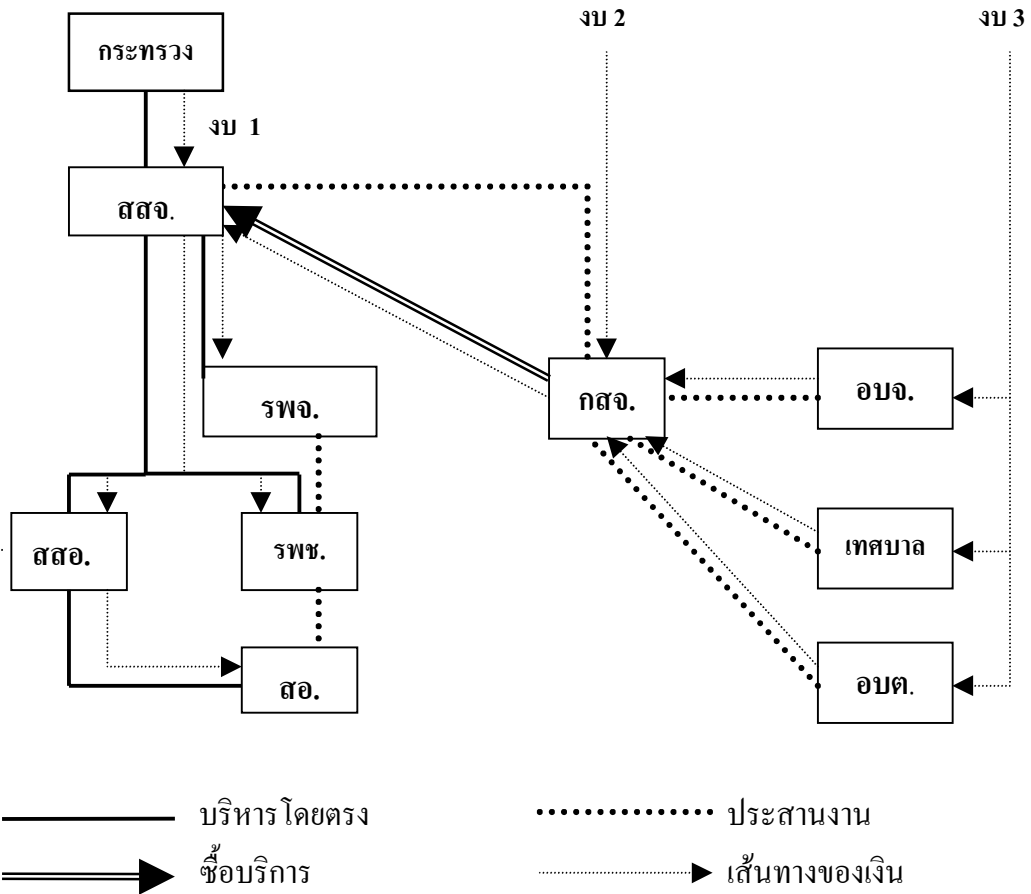 งบ 2
งบ 3
กระทรวง
งบ 1
สสจ.
รพจ.
กสจ.
อบจ.
สสอ.
รพช.
เทศบาล
สอ.
อบต.
บริหารโดยตรง
ประสานงาน
ซื้อบริการ
เส้นทางของเงิน